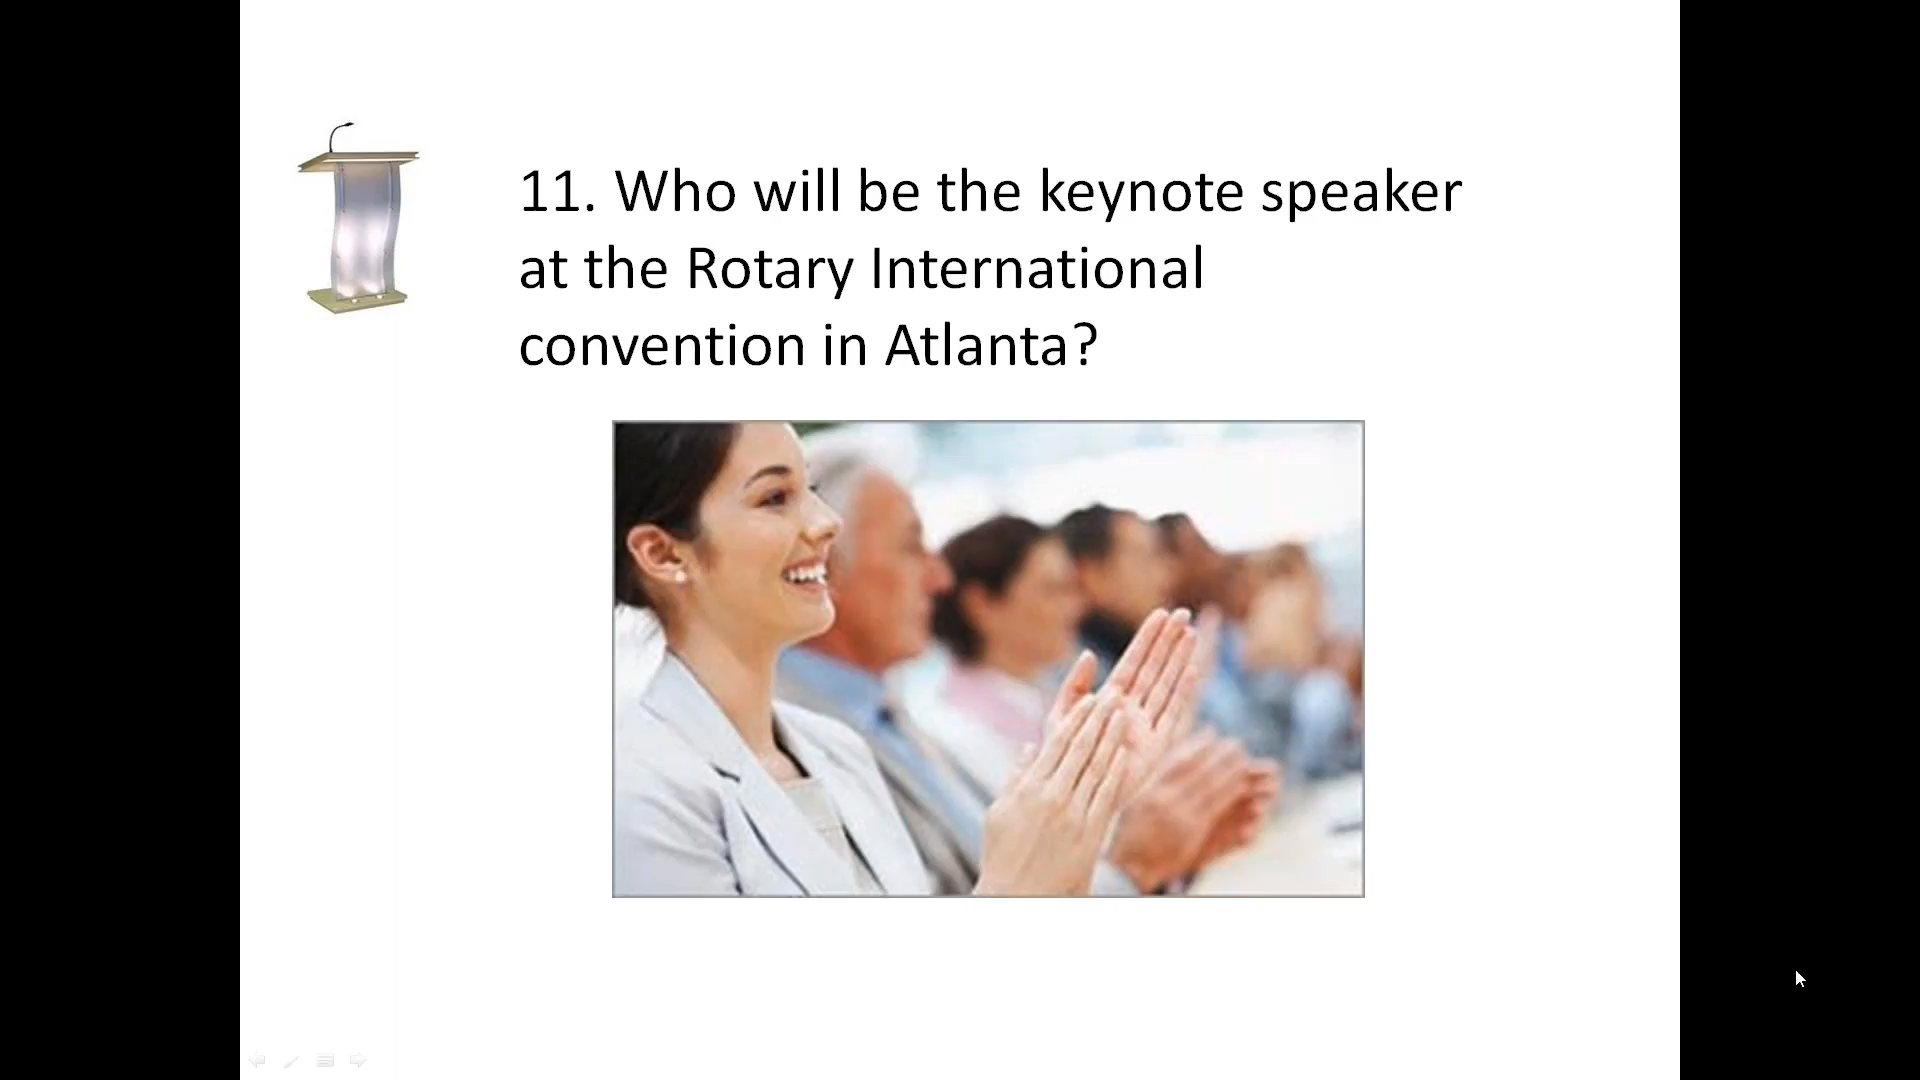 11. Who will be the keynote speaker
at the Rotary International
convention in Atlanta?